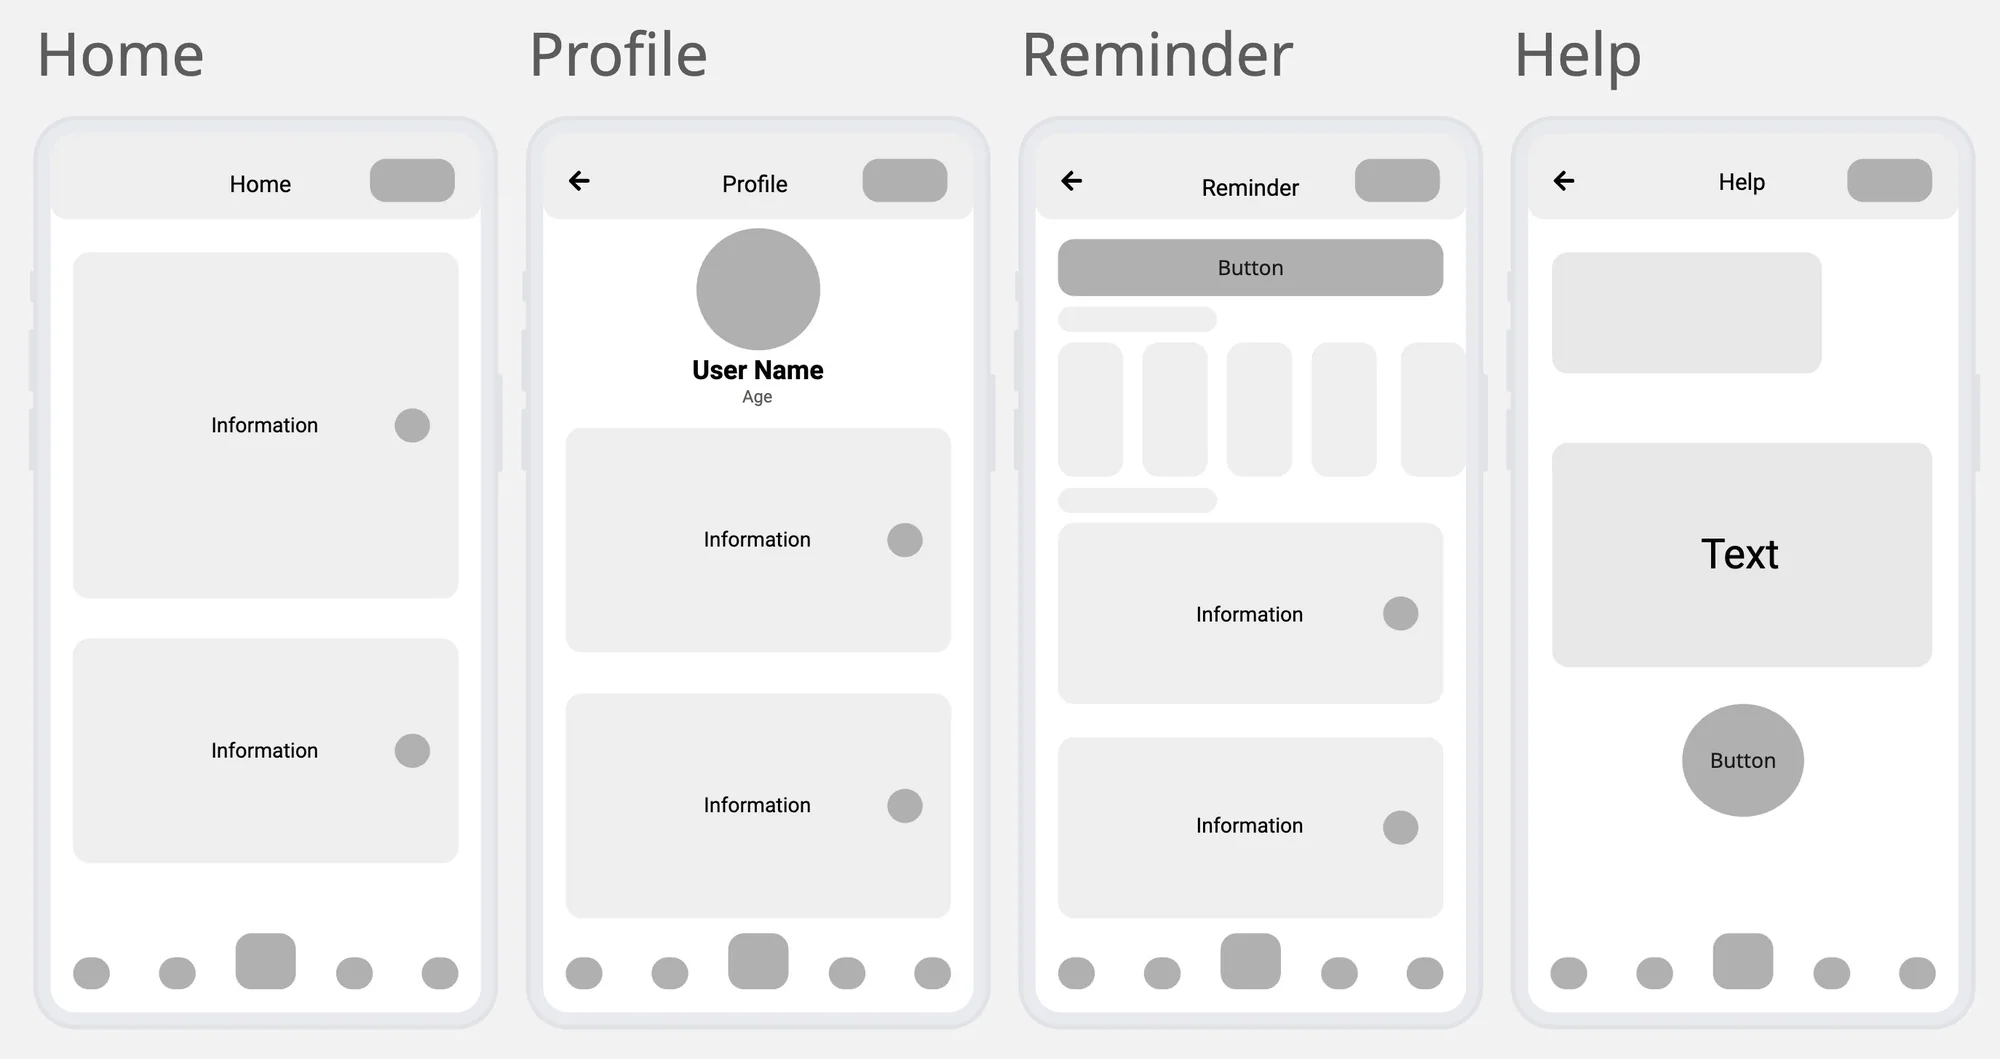 Home
Profile
Reminder
Help
Home
Information
Information
Profile
User Name
Age
Information
Information
Reminder
Button
Information
Information
Help
Text
Button